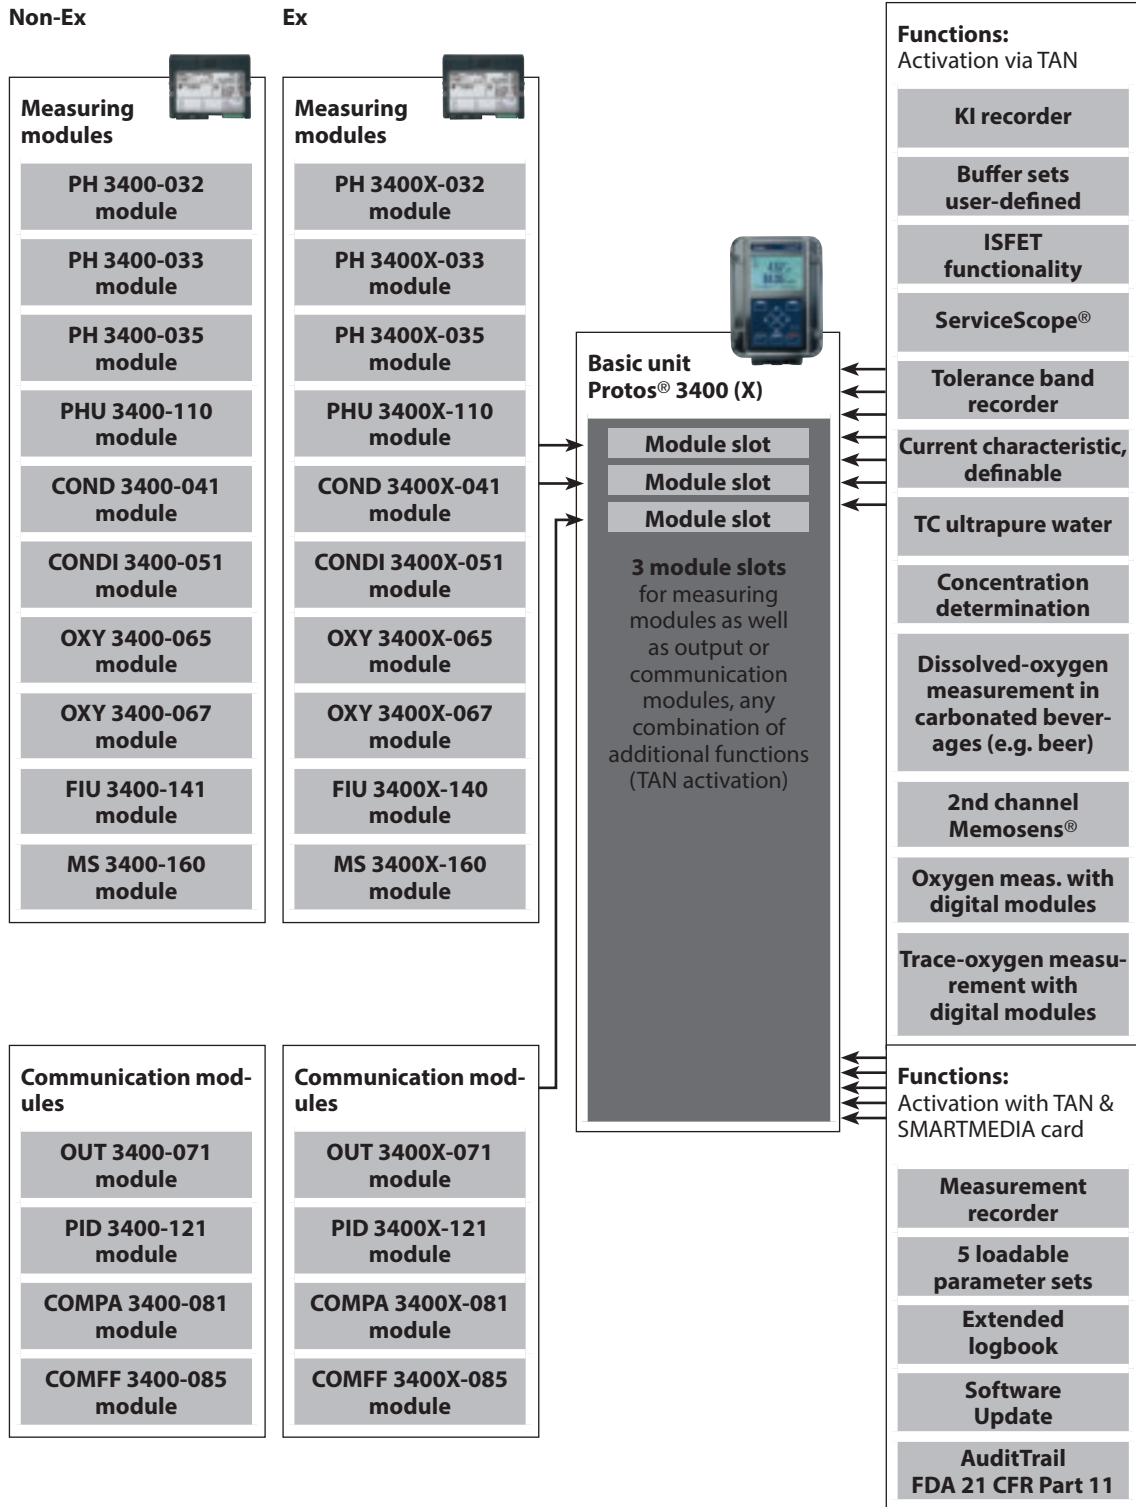 Non-Ex
Measuring
modules
PH 3400-032
module
PH 3400-033
module
PH 3400-035
module
PHU 3400-110
module
COND 3400-041
module
CONDI 3400-051
module
OXY 3400-065
module
OXY 3400-067
module
FIU 3400-141
module
MS 3400-160
module
Communication mod-
ules
OUT 3400-071
module
PID 3400-121
module
COMPA 3400-081
module
COMFF 3400-085
module
Ex
Measuring
modules
PH 3400X-032
module
PH 3400X-033
module
PH 3400X-035
module
PHU 3400X-110
module
COND 3400X-041
module
CONDI 3400X-051
module
OXY 3400X-065
module
OXY 3400X-067
module
FIU 3400X-140
module
MS 3400X-160
module
Communication mod-
ules
OUT 3400X-071
module
PID 3400X-121
module
COMPA 3400X-081
module
COMFF 3400X-085
module
Basic unit
Protos® 3400 (X)
Module slot
Module slot
Module slot
3 module slots
for measuring
modules as well
as output or
communication
modules, any
combination of
additional functions
(TAN activation)
Functions:
Activation via TAN
KI recorder
Buffer sets
user-defined
ISFET
functionality
ServiceScope®
Tolerance band
recorder
Current characteristic,
definable
TC ultrapure water
Concentration
determination
Dissolved-oxygen
measurement in
carbonated bever-
ages (e.g. beer)
2nd channel
Memosens®
Oxygen meas. with
digital modules
Trace-oxygen measu-
rement with
digital modules
Functions:
Activation with TAN &
SMARTMEDIA card
Measurement
recorder
5 loadable
parameter sets
Extended
logbook
Software
Update
AuditTrail
FDA 21 CFR Part 11